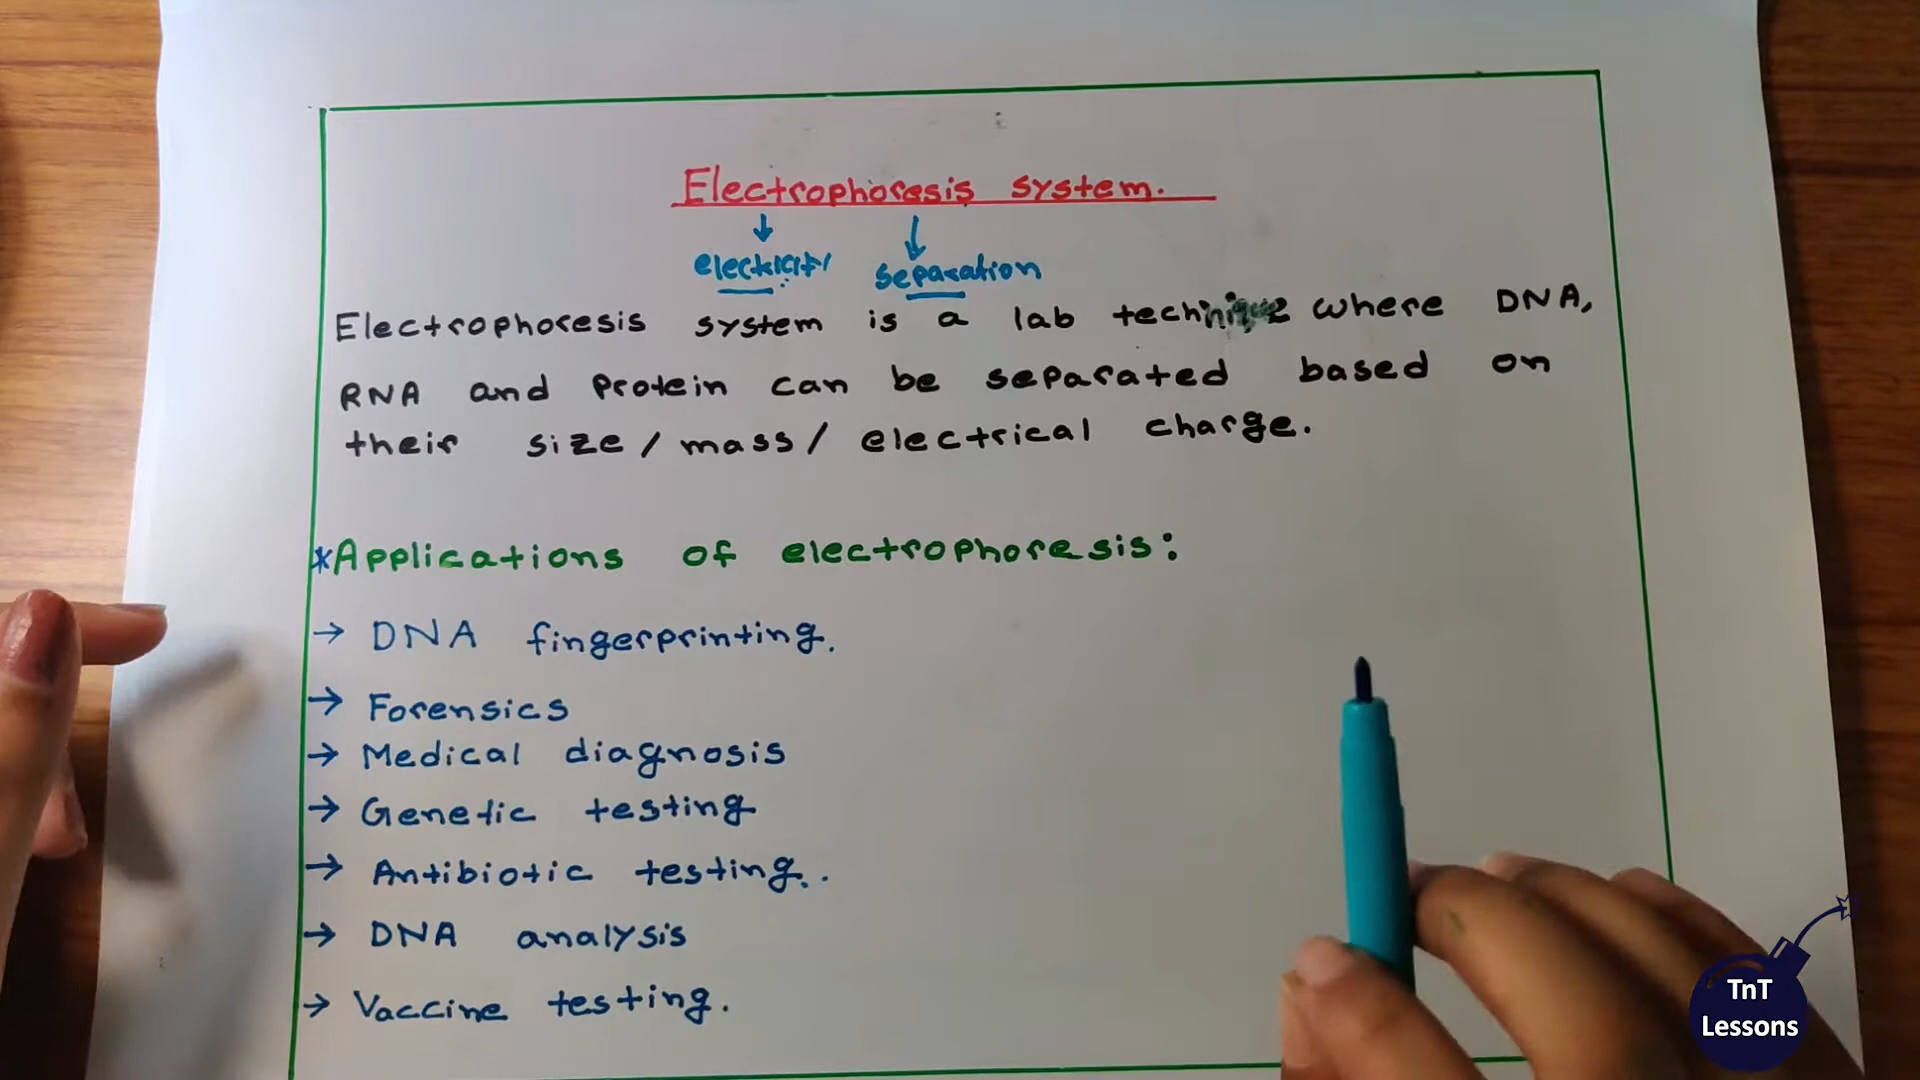 Electrophoresis system.
electricity separation
Electrophoresis system is a lab technique where DNA,
RNA and Protein can be separated based on
their size/mass/ electrical charge.
*Applications of electrophoresis:
→ DNA fingerprinting.
→ Forensics
→ Medical diagnosis
→ Genetic testing
→ Antibiotic testing..
→ DNA analysis
→ Vaccine testing.
TnT
Lessons